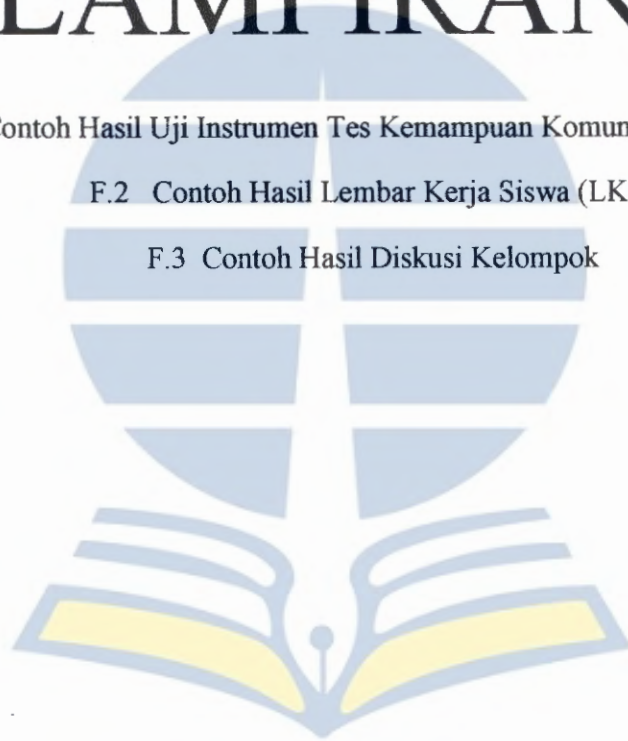 LAMPIRAN
Contoh Hasil Uji Instrumen Tes Kemampuan Komun
F.2 Contoh Hasil Lembar Kerja Siswa (LK
F.3 Contoh Hasil Diskusi Kelompok